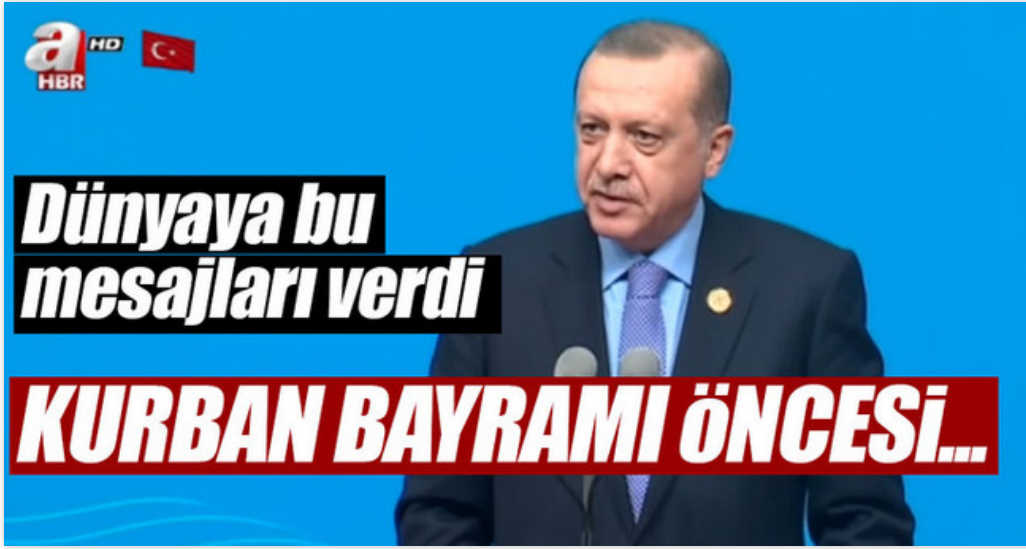 a HD
HBR
Dünyaya bu
mesajları verdi
KURBAN BAYRAMI öNCESi...